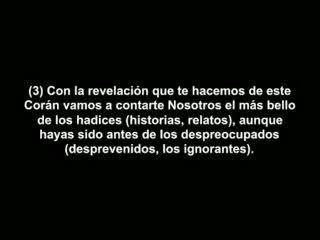 (3) Con la revelación que te hacemos de este
Corán vamos a contarte Nosotros el más bello
de los hadices (historias, relatos), aunque
hayas sido antes de los despreocupados
(desprevenidos, los ignorantes).